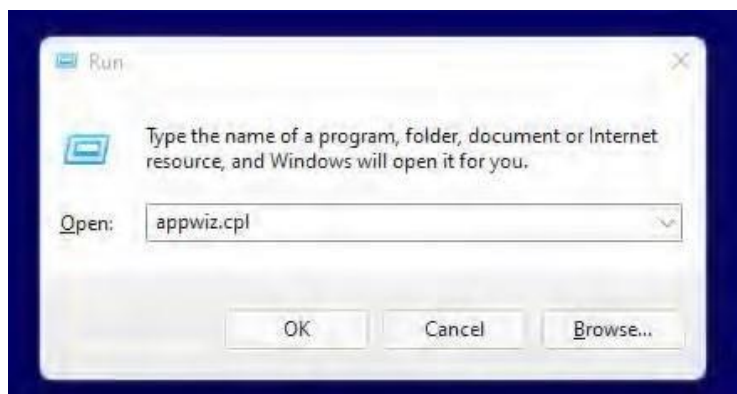 Run
Type the name of a program, folder, document or Internet
resource, and Windows will open it for you.
Open: appwiz.cpl
OK Cancel Browse...